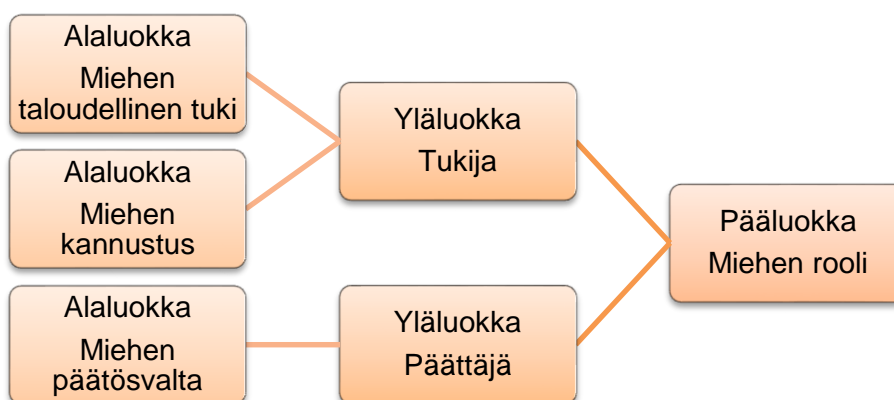 Alaluokka
Miehen
taloudellinen tuki
Alaluokka
Miehen
kannustus
Alaluokka
Miehen
päätösvalta
Yläluokka
Tukija
Yläluokka
Päättäjä
Pääluokka
Miehen rooli